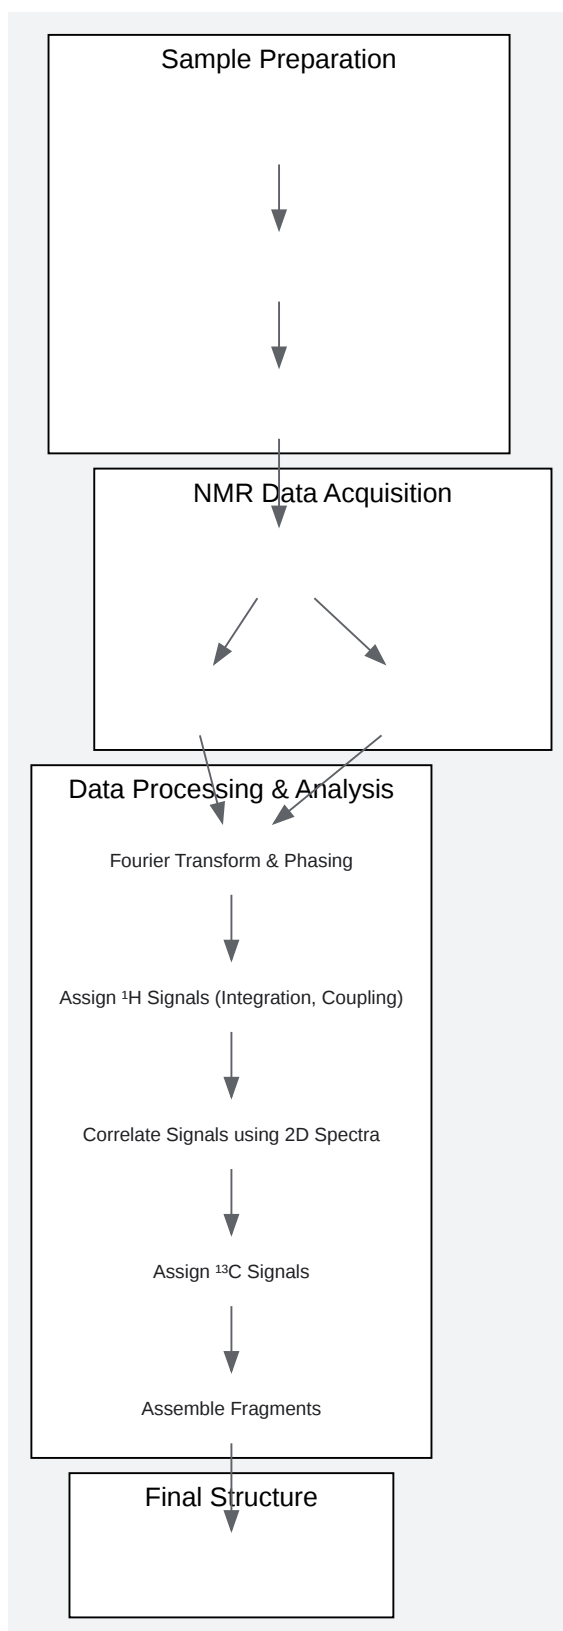 Sample Preparation
NMR Data Acquisition
Data Processing & Analysis
Fourier Transform & Phasing
Assign ¹H Signals (Integration, Coupling)
Correlate Signals using 2D Spectra
Assign ¹³C Signals
Assemble Fragments
Final Structure